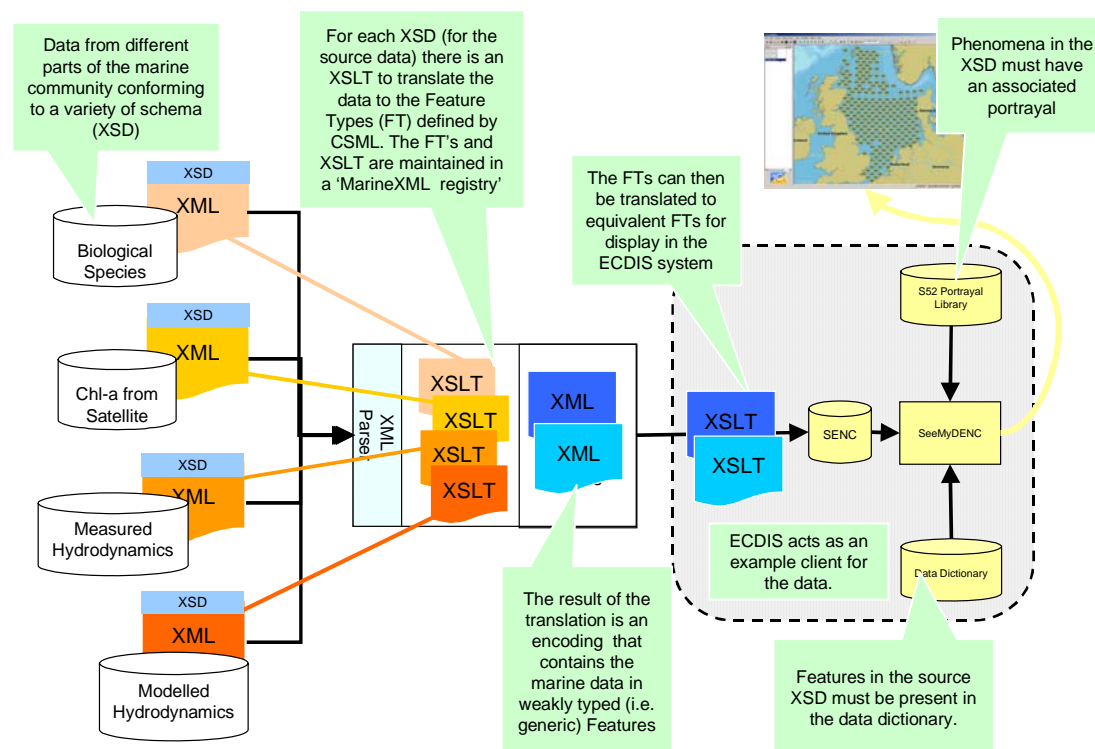 Data from different
parts of the marine
community conforming
to a variety of schema
(XSD)
For each XSD (for the
source data) there is an
XSLT to translate the
data to the Feature
Types (FT) defined by
CSML. The FT's and
XSLT are maintained in
a ‘MarineXML registry’
Phenomena in the
XSD must have
an associated
portrayal
The FTs can then
be translated to
equivalent FTs for
display in the
ECDIS system
XSD
XML
Biological
Species
XSD
XML
Chl-a from
Satellite
XSD
XML
Measured
Hydrodynamics
XSD
XML
Modelled
Hydrodynamics
XML
Parser
XSLT
XSLT
XSLT
XSLT
XML
XML
XSLT
XSLT
SENC
S52 Portrayal
Library
SeeMyDENC
Data Dictionary
ECDIS acts as an
example client for
the data.
The result of the
translation is an
encoding that
contains the
marine data in
weakly typed (i.e.
generic) Features
Features in the source
XSD must be present in
the data dictionary.